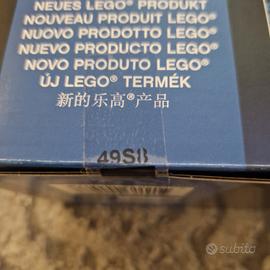 NEUES LEGO® PRODUKT
NOUVEAU PRODUIT LEGO®
NUOVO PRODOTTO LEGO®
NUEVO PRODUCTO LEGO®
NOVO PRODUTO LEGO®
ÚJ LEGO® TERMÉK
新的乐高®产品
49S8
subito